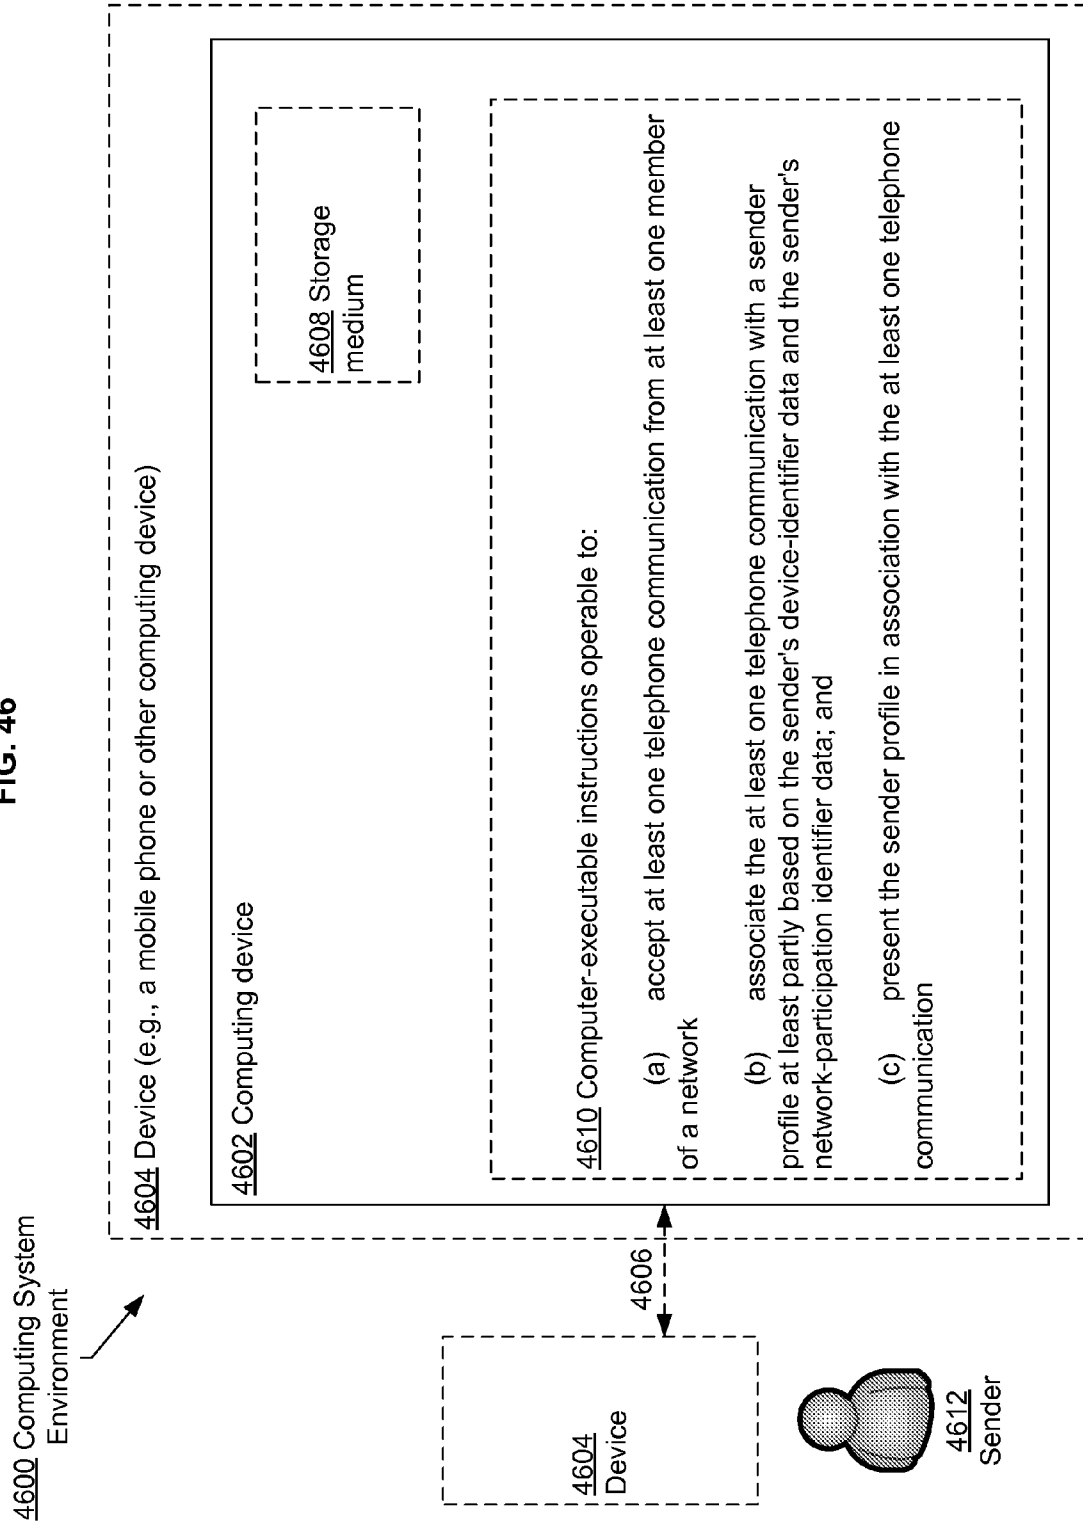 FIG. 46
4600 Computing System
Environment
4604 Device (e.g., a mobile phone or other computing device)
4602 Computing device
4608 Storage
medium
4610 Computer-executable instructions operable to:
(a) accept at least one telephone communication from at least one member
of a network
(b) associate the at least one telephone communication with a sender
profile at least partly based on the sender's device-identifier data and the sender's
network-participation identifier data; and
(c) present the sender profile in association with the at least one telephone
communication
4606
4604
Device
4612
Sender